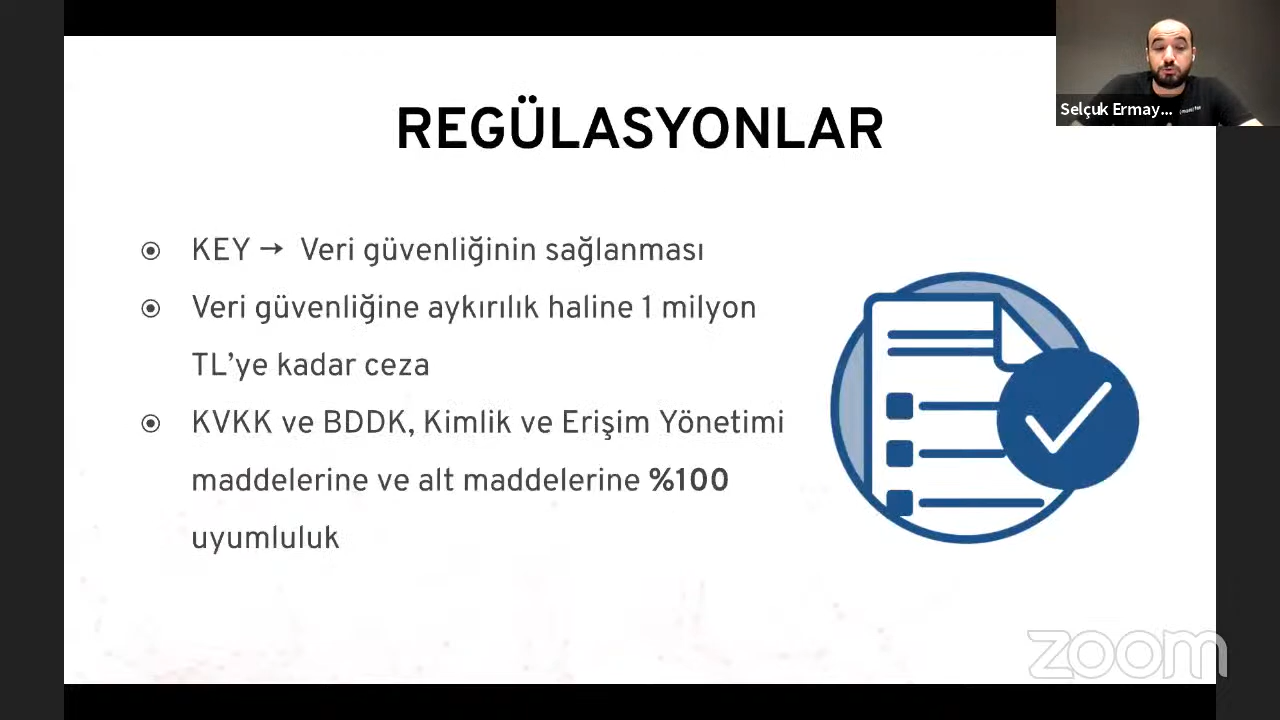 REGÜLASYONLAR
Selçuk Ermay...
KEY → Veri güvenliğinin sağlanması
Veri güvenliğine aykırılık haline 1 milyon
TL’ye kadar ceza
KVKK ve BDDK, Kimlik ve Erişim Yönetimi
maddelerine ve alt maddelerine %100
uyumluluk
zoom